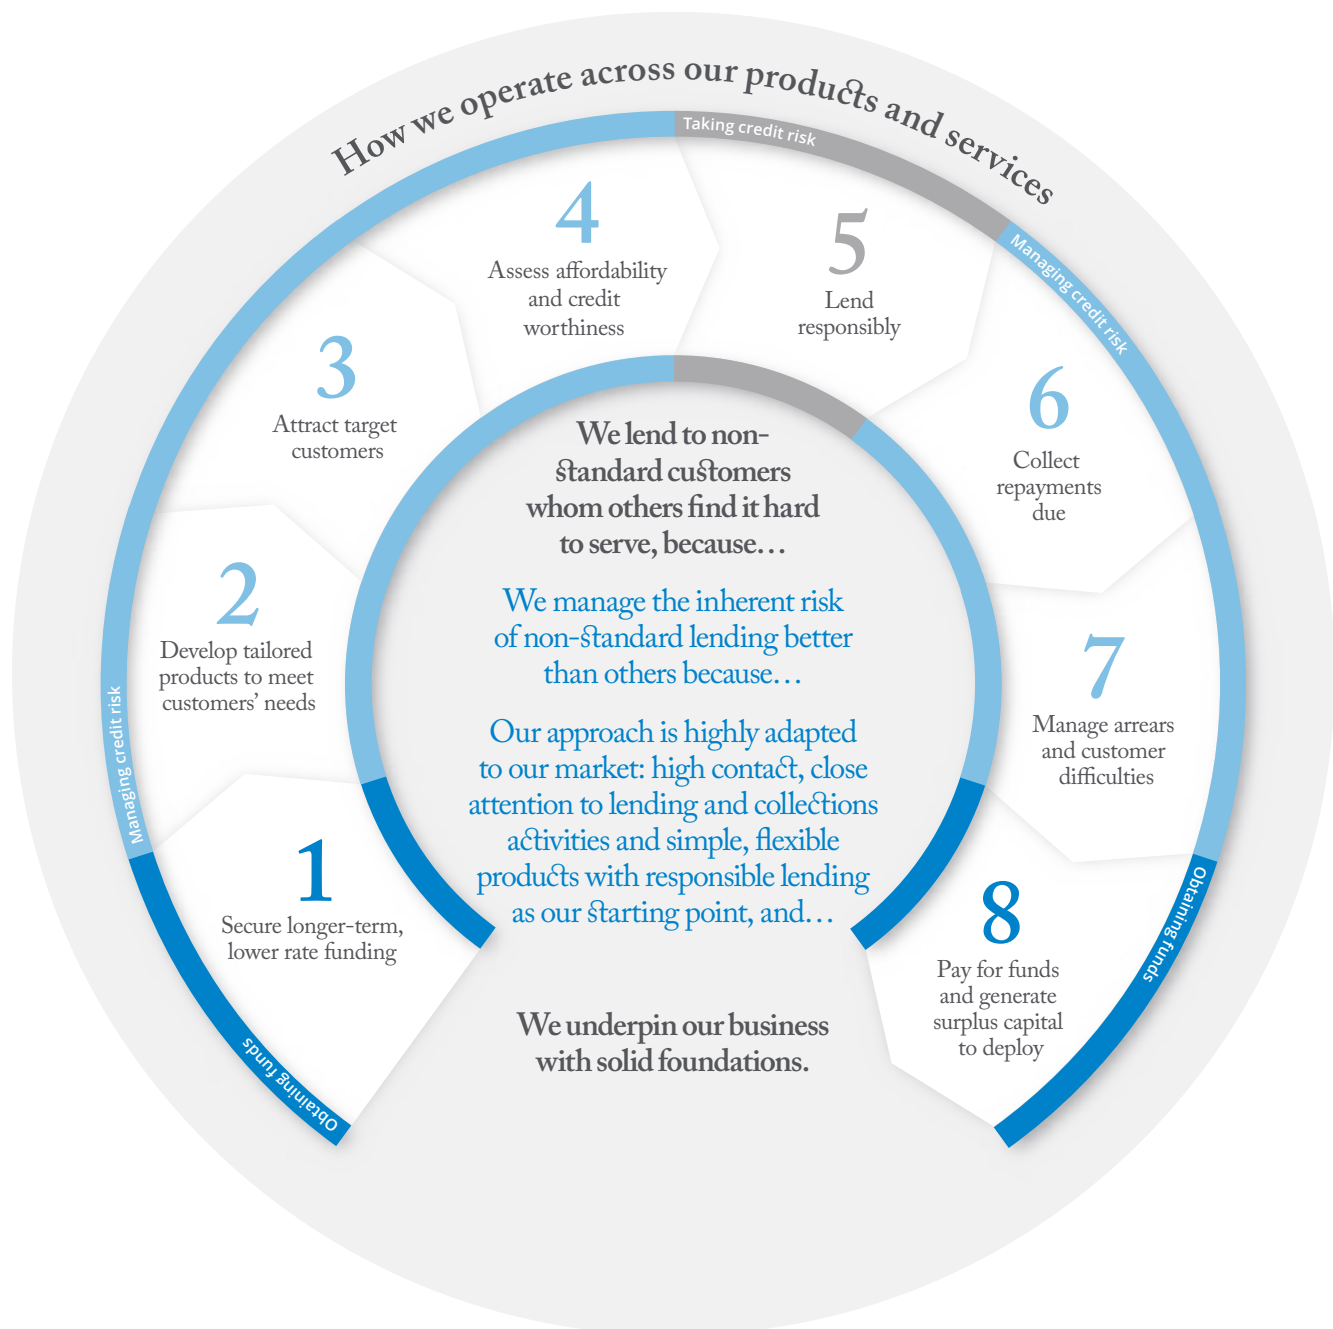 How we operate across our products and services
Taking credit risk
Managing credit risk
Obtaining funds
Managing credit risk
Obtaining funds
1
Secure longer-term,
lower rate funding
2
Develop tailored
products to meet
customers’ needs
3
Attract target
customers
4
Assess affordability
and credit
worthiness
5
Lend
responsibly
6
Collect
repayments
due
7
Manage arrears
and customer
difficulties
8
Pay for funds
and generate
surplus capital
to deploy
We lend to non-
standard customers
whom others find it hard
to serve, because…
We manage the inherent risk
of non-standard lending better
than others because…
Our approach is highly adapted
to our market: high contact, close
attention to lending and collections
activities and simple, flexible
products with responsible lending
as our starting point, and…
We underpin our business
with solid foundations.